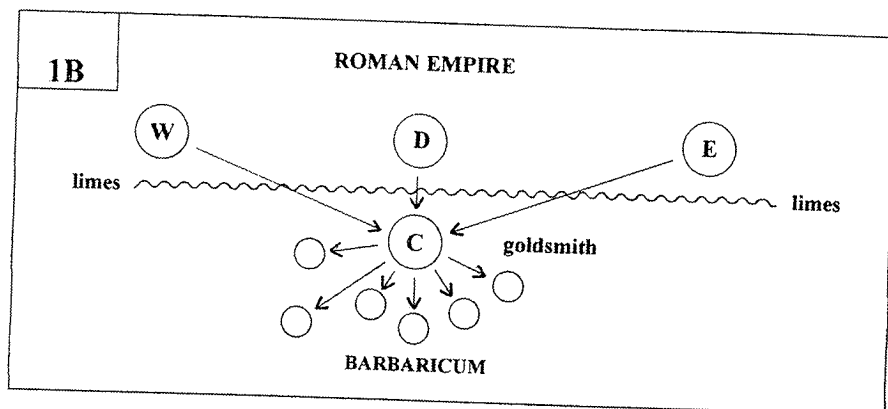 1B
ROMAN EMPIRE
W
D
E
limes
limes
C
goldsmith
BARBARICUM